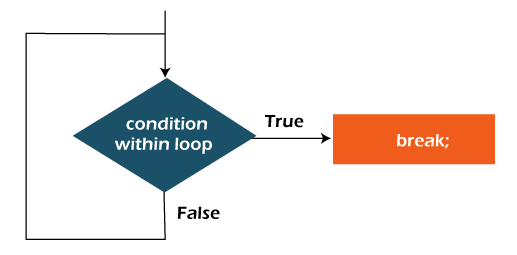 condition
within loop
True
break;
False